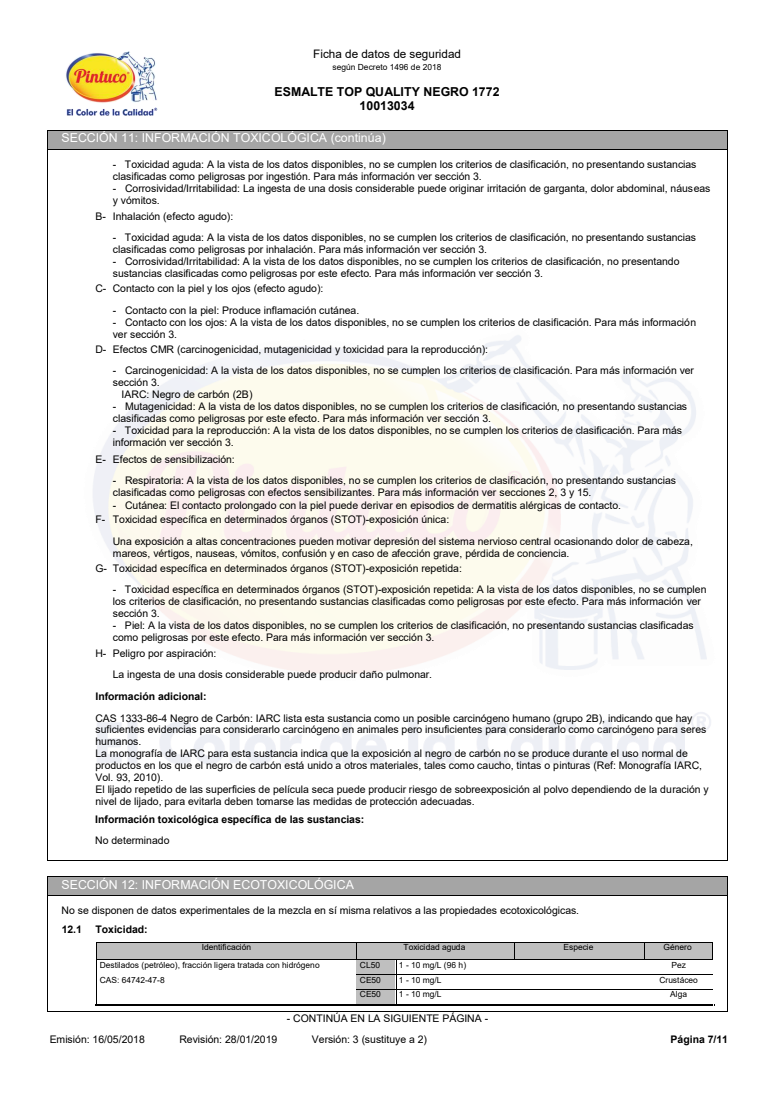 Ficha de datos de seguridad
según Decreto 1496 de 2018
Pintuco®
El Color de la Calidad®
ESMALTE TOP QUALITY NEGRO 1772
10013034
SECCIÓN 11: INFORMACIÓN TOXICOLÓGICA (continúa)
- Toxicidad aguda: A la vista de los datos disponibles, no se cumplen los criterios de clasificación, no presentando sustancias
clasificadas como peligrosas por ingestión. Para más información ver sección 3.
- Corrosividad/Irritabilidad: La ingesta de una dosis considerable puede originar irritación de garganta, dolor abdominal, náuseas
y vómitos.
B- Inhalación (efecto agudo):
- Toxicidad aguda: A la vista de los datos disponibles, no se cumplen los criterios de clasificación, no presentando sustancias
clasificadas como peligrosas por inhalación. Para más información ver sección 3.
- Corrosividad/Irritabilidad: A la vista de los datos disponibles, no se cumplen los criterios de clasificación, no presentando
sustancias clasificadas como peligrosas por este efecto. Para más información ver sección 3.
C- Contacto con la piel y los ojos (efecto agudo):
- Contacto con la piel: Produce inflamación cutánea.
- Contacto con los ojos: A la vista de los datos disponibles, no se cumplen los criterios de clasificación. Para más información
ver sección 3.
D- Efectos CMR (carcinogenicidad, mutagenicidad y toxicidad para la reproducción):
- Carcinogenicidad: A la vista de los datos disponibles, no se cumplen los criterios de clasificación. Para más información ver
sección 3.
IARC: Negro de carbón (2B)
- Mutagenicidad: A la vista de los datos disponibles, no se cumplen los criterios de clasificación, no presentando sustancias
clasificadas como peligrosas por este efecto. Para más información ver sección 3.
- Toxicidad para la reproducción: A la vista de los datos disponibles, no se cumplen los criterios de clasificación. Para más
información ver sección 3.
E- Efectos de sensibilización:
- Respiratoria: A la vista de los datos disponibles, no se cumplen los criterios de clasificación, no presentando sustancias
clasificadas como peligrosas con efectos sensibilizantes. Para más información ver secciones 2, 3 y 15.
- Cutánea: El contacto prolongado con la piel puede derivar en episodios de dermatitis alérgicas de contacto.
F- Toxicidad específica en determinados órganos (STOT)-exposición única:
Una exposición a altas concentraciones pueden motivar depresión del sistema nervioso central ocasionando dolor de cabeza,
mareos, vértigos, nauseas, vómitos, confusión y en caso de afección grave, pérdida de conciencia.
G- Toxicidad específica en determinados órganos (STOT)-exposición repetida:
- Toxicidad específica en determinados órganos (STOT)-exposición repetida: A la vista de los datos disponibles, no se cumplen
los criterios de clasificación, no presentando sustancias clasificadas como peligrosas por este efecto. Para más información ver
sección 3.
- Piel: A la vista de los datos disponibles, no se cumplen los criterios de clasificación, no presentando sustancias clasificadas
como peligrosas por este efecto. Para más información ver sección 3.
H- Peligro por aspiración:
La ingesta de una dosis considerable puede producir daño pulmonar.
Información adicional:
CAS 1333-86-4 Negro de Carbón: IARC lista esta sustancia como un posible carcinógeno humano (grupo 2B), indicando que hay
suficientes evidencias para considerarlo carcinógeno en animales pero insuficientes para considerarlo como carcinógeno para seres
humanos.
La monografía de IARC para esta sustancia indica que la exposición al negro de carbón no se produce durante el uso normal de
productos en los que el negro de carbón está unido a otros materiales, tales como caucho, tintas o pinturas (Ref: Monografía IARC,
Vol. 93, 2010).
El lijado repetido de las superficies de película seca puede producir riesgo de sobreexposición al polvo dependiendo de la duración y
nivel de lijado, para evitarla deben tomarse las medidas de protección adecuadas.
Información toxicológica específica de las sustancias:
No determinado
SECCIÓN 12: INFORMACIÓN ECOTOXICOLÓGICA
No se disponen de datos experimentales de la mezcla en sí misma relativos a las propiedades ecotoxicológicas.
12.1 Toxicidad:
Identificación Toxicidad aguda Especie Género
Destilados (petróleo), fracción ligera tratada con hidrógeno CL50 1 - 10 mg/L (96 h) Pez
CAS: 64742-47-8 CE50 1 - 10 mg/L Crustáceo
CE50 1 - 10 mg/L Alga
- CONTINÚA EN LA SIGUIENTE PÁGINA -
Emisión: 16/05/2018 Revisión: 28/01/2019 Versión: 3 (sustituye a 2) Página 7/11